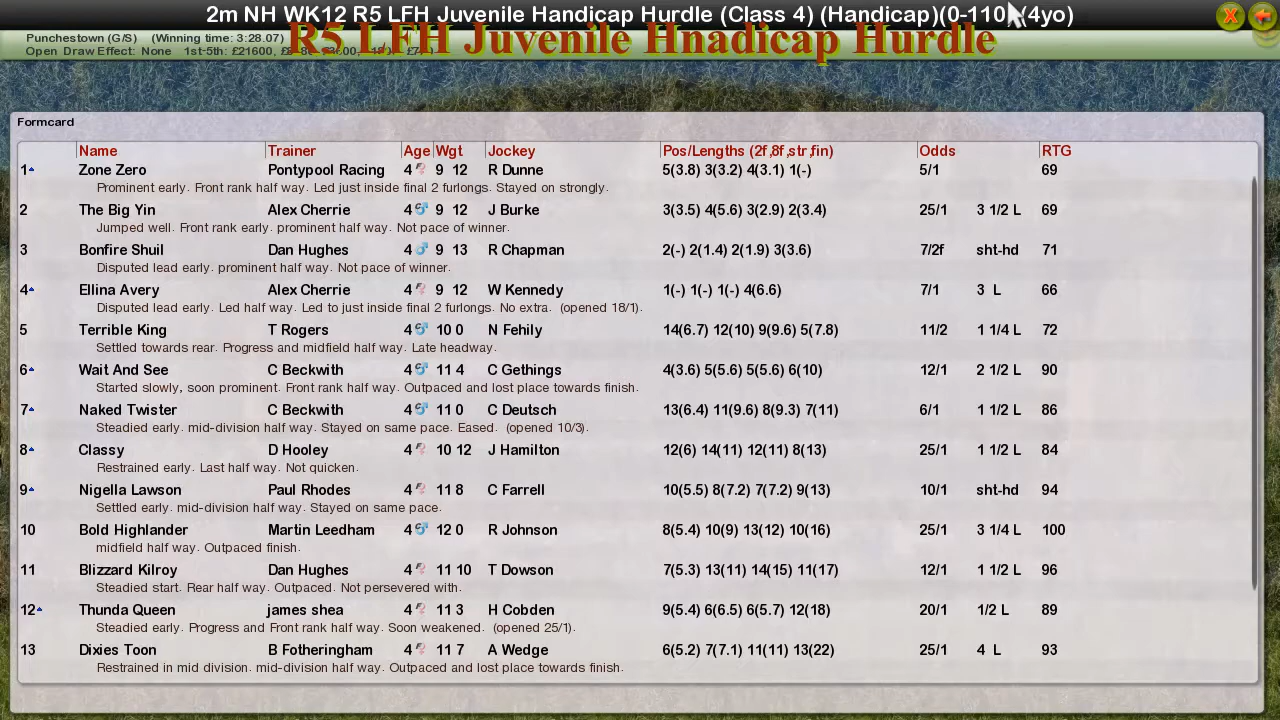 2m NH WK12 R5 LFH Juvenile Handicap Hurdle (Class 4) (Handicap)(0-110) (4yo)
Punchestown (G/S) (Winning time: 3:28.07)
R5 LFH Juvenile Hnadicap Hurdle
Open Draw Effect: None 1st-5th: £21600,
Formcard
Name Trainer Age Wgt Jockey Pos/Lengths (2f,8f,str,fin) Odds RTG
1 Zone Zero Pontypool Racing 4 9 12 R Dunne 5(3.8) 3(3.2) 4(3.1) 1(-) 5/1 69
Prominent early. Front rank half way. Led just inside final 2 furlongs. Stayed on strongly.
2 The Big Yin Alex Cherrie 4 9 12 J Burke 3(3.5) 4(5.6) 3(2.9) 2(3.4) 25/1 3 1/2 L 69
Jumped well. Front rank early. prominent half way. Not pace of winner.
3 Bonfire Shuil Dan Hughes 4 9 13 R Chapman 2(-) 2(1.4) 2(1.9) 3(3.6) 7/2f sht-hd 71
Disputed lead early. prominent half way. Not pace of winner.
4 Ellina Avery Alex Cherrie 4 9 12 W Kennedy 1(-) 1(-) 1(-) 4(6.6) 7/1 3 L 66
Disputed lead early. Led half way. Led to just inside final 2 furlongs. No extra. (opened 18/1).
5 Terrible King T Rogers 4 10 0 N Fehily 14(6.7) 12(10) 9(9.6) 5(7.8) 11/2 1 1/4 L 72
Settled towards rear. Progress and midfield half way. Late headway.
6 Wait And See C Beckwith 4 11 4 C Gethings 4(3.6) 5(5.6) 5(5.6) 6(10) 12/1 2 1/2 L 90
Started slowly, soon prominent. Front rank half way. Outpaced and lost place towards finish.
7 Naked Twister C Beckwith 4 11 0 C Deutsch 13(6.4) 11(9.6) 8(9.3) 7(11) 6/1 1 1/2 L 86
Steadied early. mid-division half way. Stayed on same pace. Eased. (opened 10/3).
8 Classy D Hooley 4 10 12 J Hamilton 12(6) 14(11) 12(11) 8(13) 25/1 1 1/2 L 84
Restrained early. Last half way. Not quicken.
9 Nigella Lawson Paul Rhodes 4 11 8 C Farrell 10(5.5) 8(7.2) 7(7.2) 9(13) 10/1 sht-hd 94
Settled early. mid-division half way. Stayed on same pace.
10 Bold Highlander Martin Leedham 4 12 0 R Johnson 8(5.4) 10(9) 13(12) 10(16) 25/1 3 1/4 L 100
midfield half way. Outpaced finish.
11 Blizzard Kilroy Dan Hughes 4 11 10 T Dowson 7(5.3) 13(11) 14(15) 11(17) 12/1 1 1/2 L 96
Steadied start. Rear half way. Outpaced. Not persevered with.
12 Thunda Queen james shea 4 11 3 H Cobden 9(5.4) 6(6.5) 6(5.7) 12(18) 20/1 1/2 L 89
Steadied early. Progress and Front rank half way. Soon weakened. (opened 25/1).
13 Dixies Toon B Fotheringham 4 11 7 A Wedge 6(5.2) 7(7.1) 11(11) 13(22) 25/1 4 L 93
Restrained in mid division. mid-division half way. Outpaced and lost place towards finish.